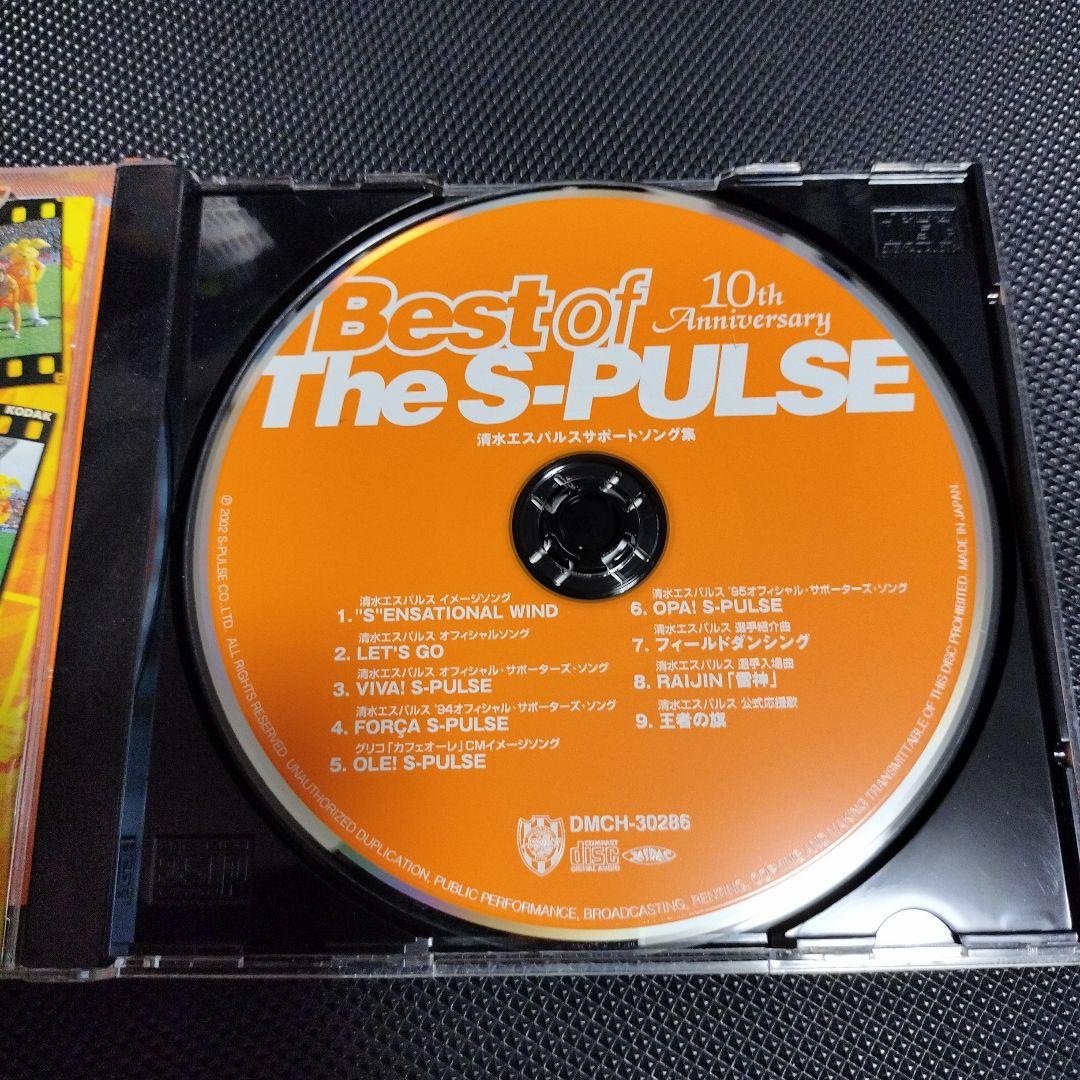 KODAK
Best of
10th
Anniversary
The S-PULSE
清水エスパルスサポートソング集
清水エスパルス イメージソング
1."S"ENSATIONAL WIND
清水エスパルス オフィシャルソング
2. LET'S GO
清水エスパルス オフィシャル・サポーターズ・ソング
3. VIVA! S-PULSE
清水エスパルス '94オフィシャル・サポーターズ・ソング
4. FORÇA S-PULSE
グリコ「カフェオーレ」CMイメージソング
5. OLE! S-PULSE
清水エスパルス '95オフィシャル・サポーターズ・ソング
6. OPA! S-PULSE
清水エスパルス 選手紹介曲
7. フィールドダンシング
清水エスパルス 選手入場曲
8. RAIJIN「雷神」
清水エスパルス 公式応援歌
9. 王者の旗
DMCH-30286
COMPACT
disc
DIGITAL AUDIO
JASRAC
℗ 2002 S-PULSE CO.,LTD. ALL RIGHTS RESERVED. UNAUTHORIZED DUPLICATION, PUBLIC PERFORMANCE, BROADCASTING, RENTING, COPYING AND MAKING TRANSMITTABLE OF THIS DISC PROHIBITED. MADE IN JAPAN.